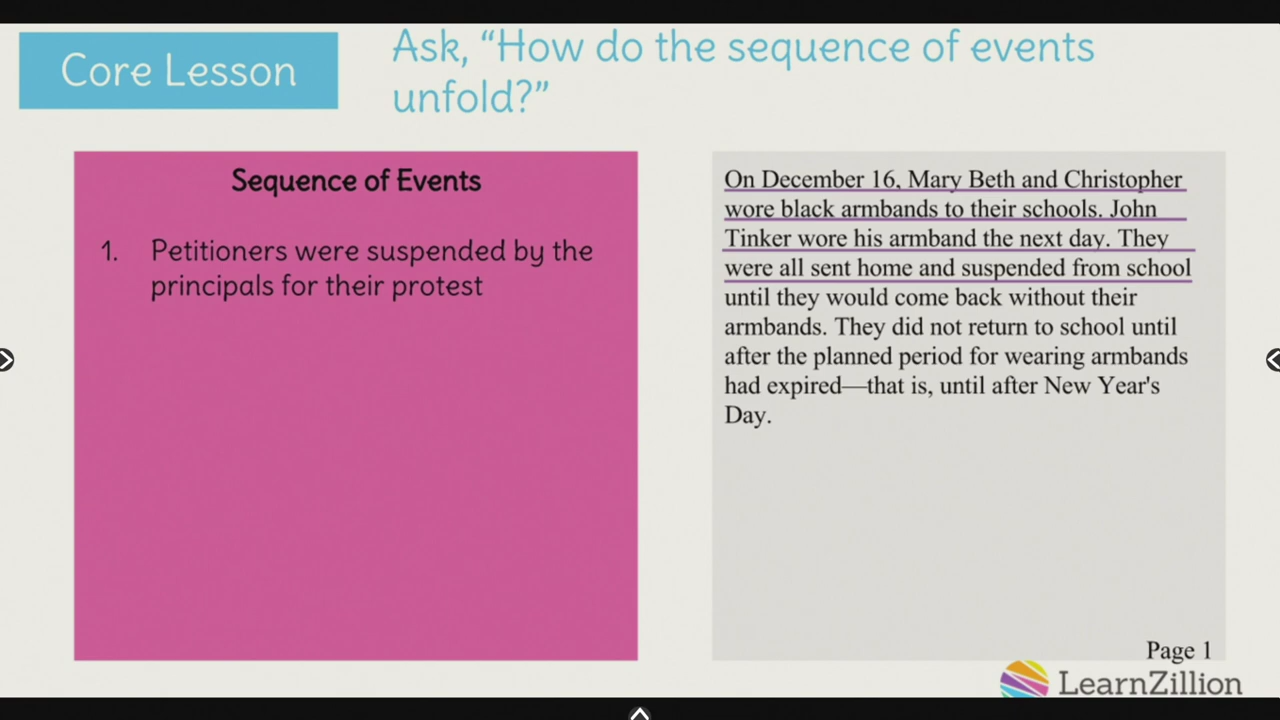 Core Lesson
Ask, “How do the sequence of events
unfold?”
Sequence of Events
1. Petitioners were suspended by the
principals for their protest
On December 16, Mary Beth and Christopher
wore black armbands to their schools. John
Tinker wore his armband the next day. They
were all sent home and suspended from school
until they would come back without their
armbands. They did not return to school until
after the planned period for wearing armbands
had expired—that is, until after New Year's
Day.
Page 1
LearnZillion